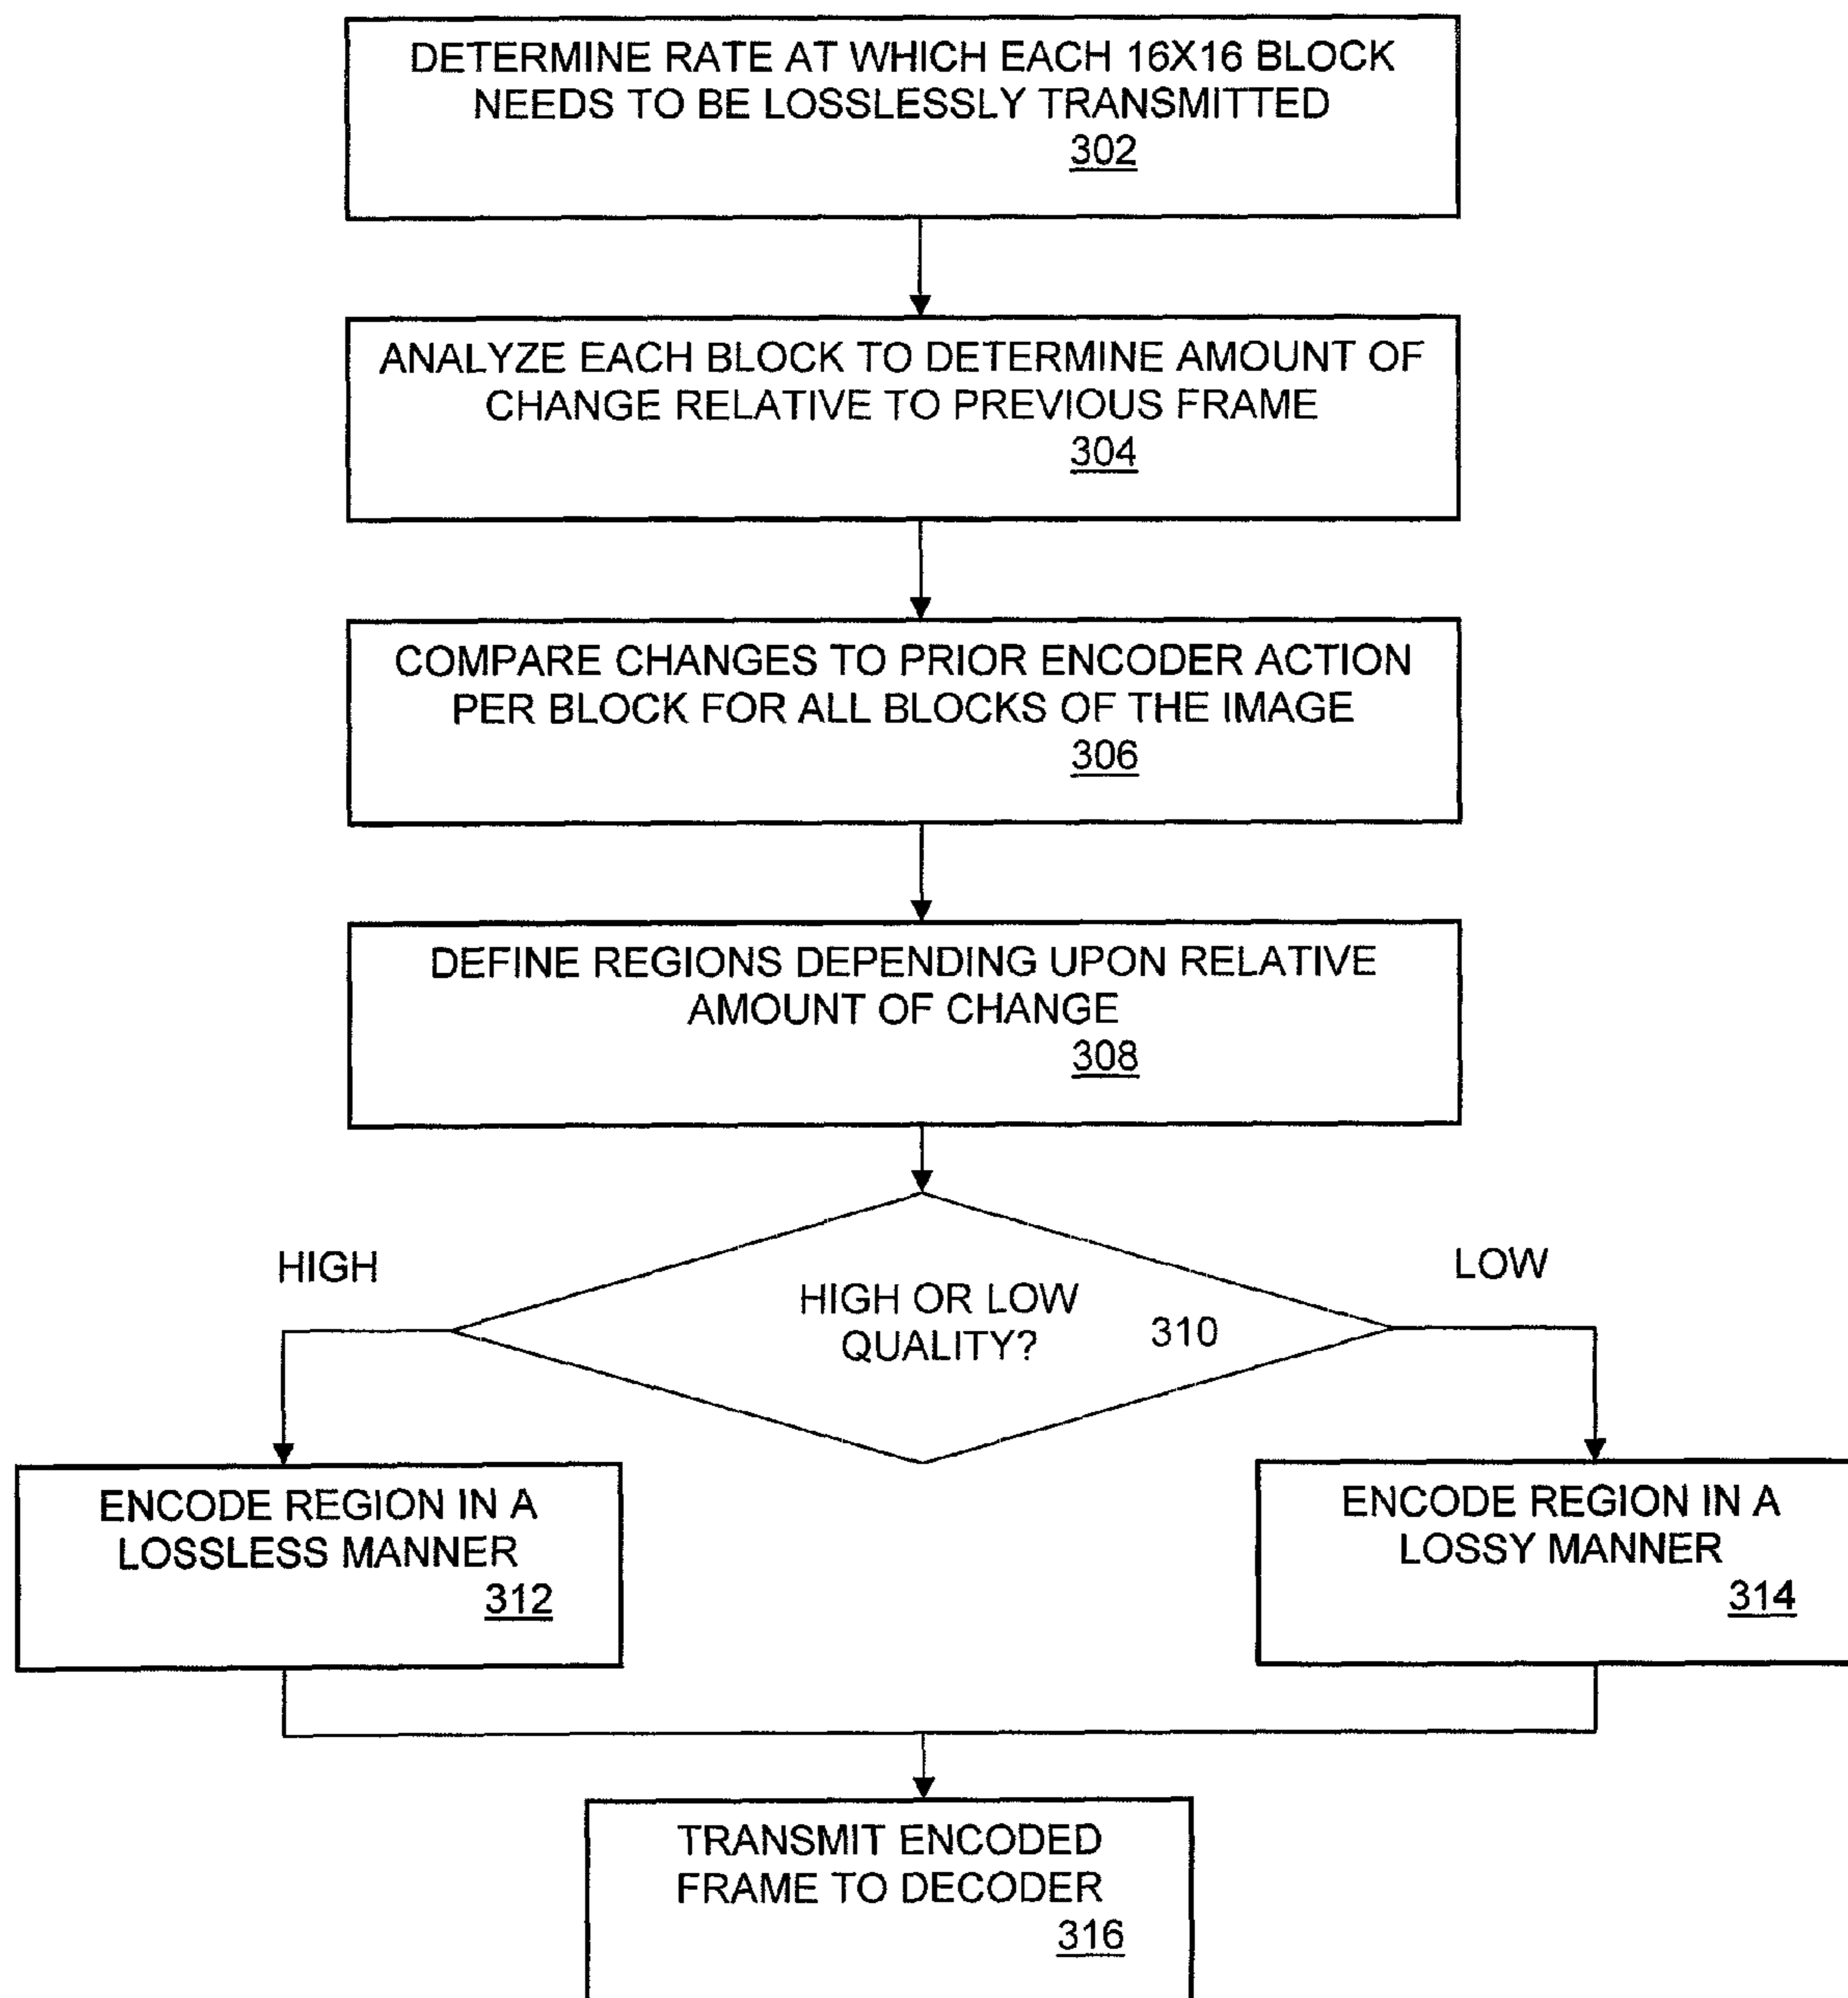 DETERMINE RATE AT WHICH EACH 16X16 BLOCK
NEEDS TO BE LOSSLESSLY TRANSMITTED
302
ANALYZE EACH BLOCK TO DETERMINE AMOUNT OF
CHANGE RELATIVE TO PREVIOUS FRAME
304
COMPARE CHANGES TO PRIOR ENCODER ACTION
PER BLOCK FOR ALL BLOCKS OF THE IMAGE
306
DEFINE REGIONS DEPENDING UPON RELATIVE
AMOUNT OF CHANGE
308
HIGH
LOW
HIGH OR LOW
QUALITY?
310
ENCODE REGION IN A
LOSSLESS MANNER
312
ENCODE REGION IN A
LOSSY MANNER
314
TRANSMIT ENCODED
FRAME TO DECODER
316